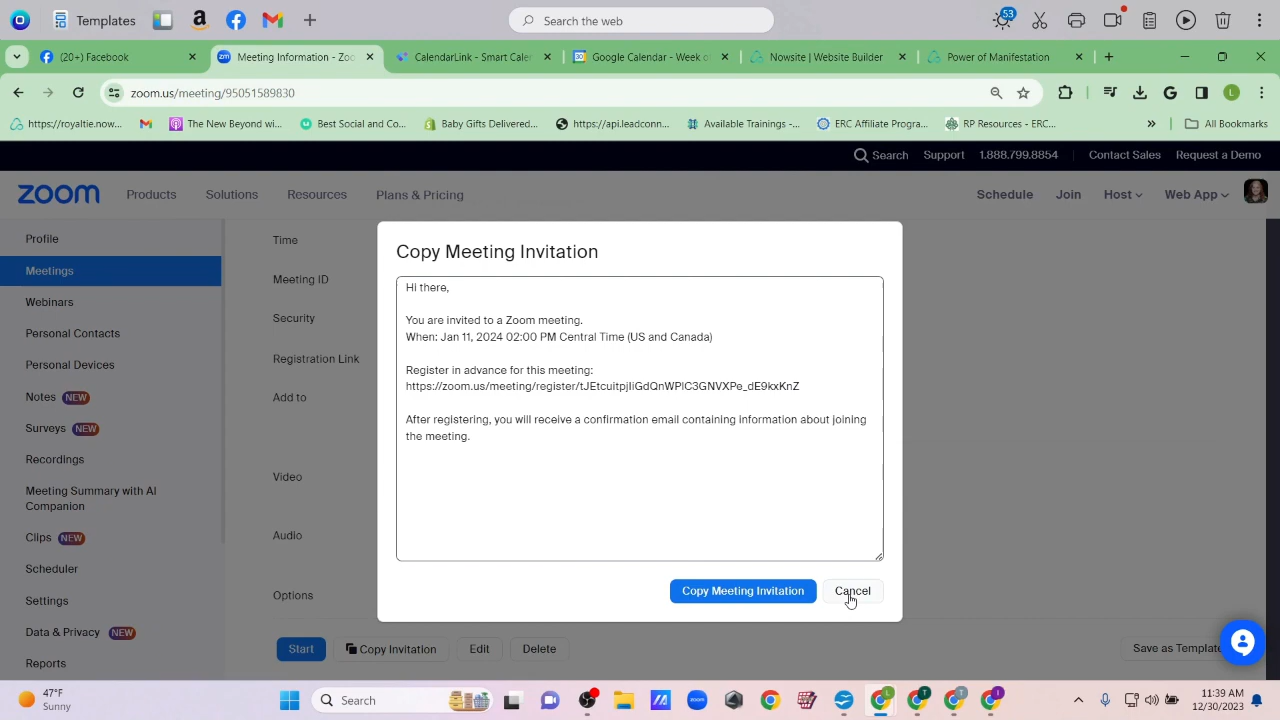 Templates
Search the web
53
(20+) Facebook
Meeting Information - Zoo
CalendarLink - Smart Cale
Google Calendar - Week o
Nowsite | Website Builder
Power of Manifestation
zoom.us/meeting/95051589830
L
https://royaltie.now...
The New Beyond wi...
Best Social and Co...
Baby Gifts Delivered...
https://api.leadconn...
Available Trainings -...
ERC Affiliate Progra...
RP Resources - ERC...
All Bookmarks
Search
Support
1.888.799.8854
Contact Sales
Request a Demo
zoom
Products
Solutions
Resources
Plans & Pricing
Schedule
Join
Host
Web App
Profile
Meetings
Webinars
Personal Contacts
Personal Devices
Notes NEW
Surveys NEW
Recordings
Meeting Summary with AI
Companion
Clips NEW
Scheduler
Settings
Data & Privacy NEW
Reports
Time
Meeting ID
Security
Registration Link
Add to
Video
Audio
Options
Copy Meeting Invitation
Hi there,
You are invited to a Zoom meeting.
When: Jan 11, 2024 02:00 PM Central Time (US and Canada)
Register in advance for this meeting:
https://zoom.us/meeting/register/tJEtcuitpjIiGdQnWPlC3GNVXPe_dE9kxKnZ
After registering, you will receive a confirmation email containing information about joining
the meeting.
Copy Meeting Invitation
Cancel
Start
Copy Invitation
Edit
Delete
Save as Template
47°F
Sunny
Search
11:39 AM
12/30/2023